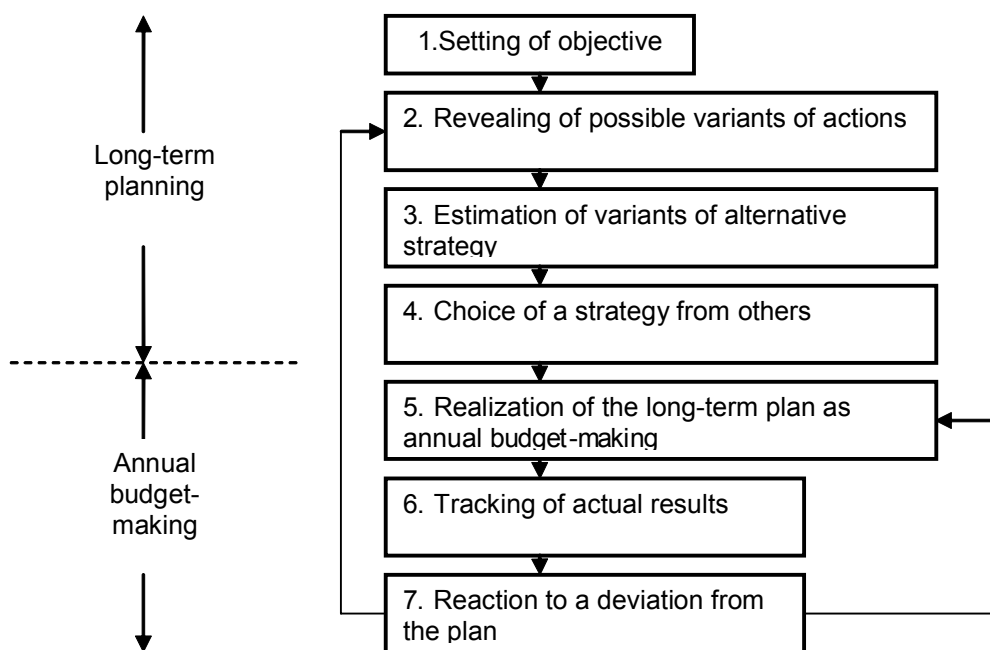 1.Setting of objective
2. Revealing of possible variants of actions
Long-term
planning
3. Estimation of variants of alternative
strategy
4. Choice of a strategy from others
5. Realization of the long-term plan as
annual budget-making
Annual
budget-
making
6. Tracking of actual results
7. Reaction to a deviation from
the plan